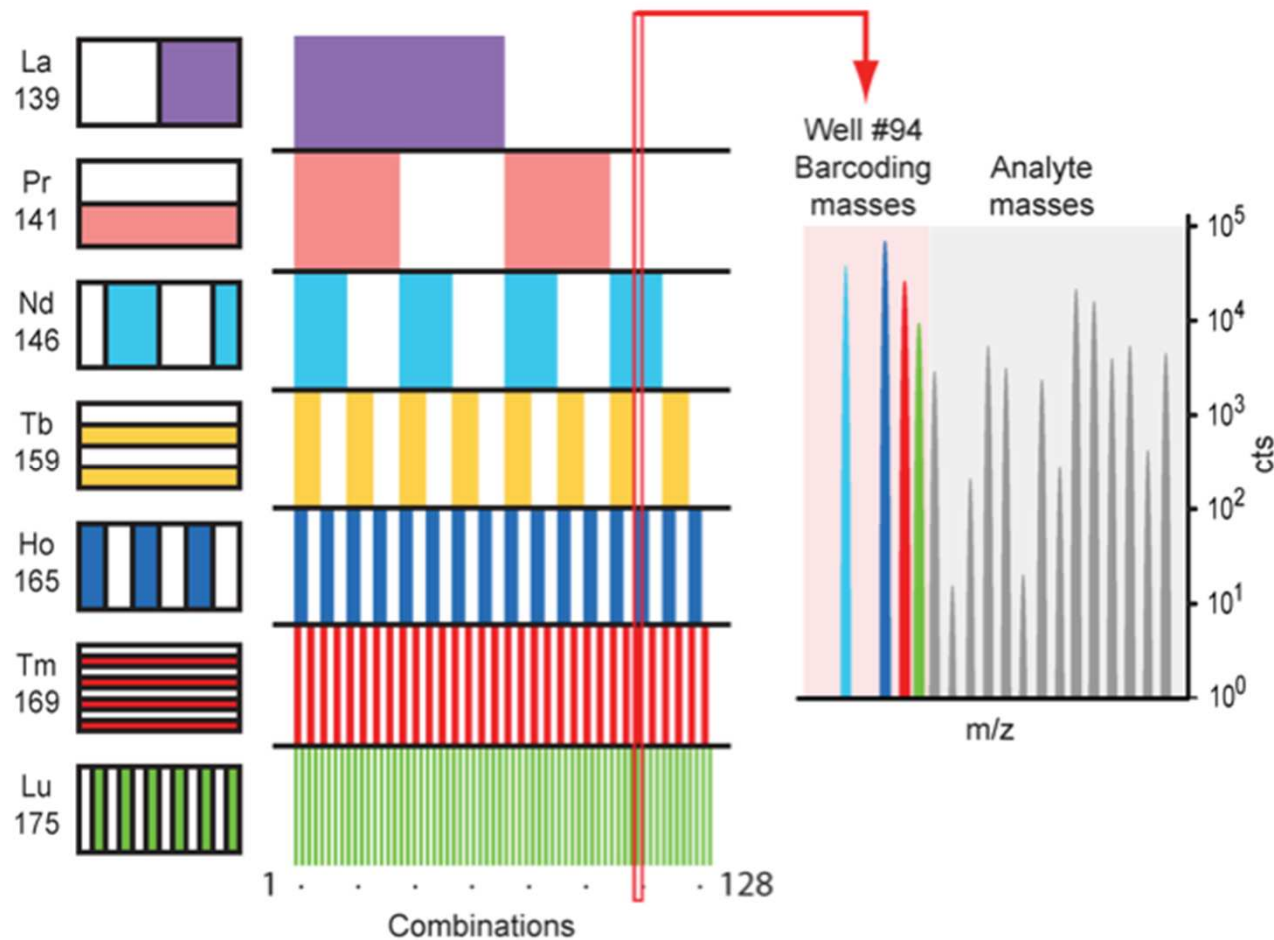 La
139
Pr
141
Nd
146
Tb
159
Ho
165
Tm
169
Lu
175
1 · · · · · · · · 128
Combinations
Well #94
Barcoding
masses
Analyte
masses
10^5
10^4
10^3
10^2
10^1
10^0
cts
m/z